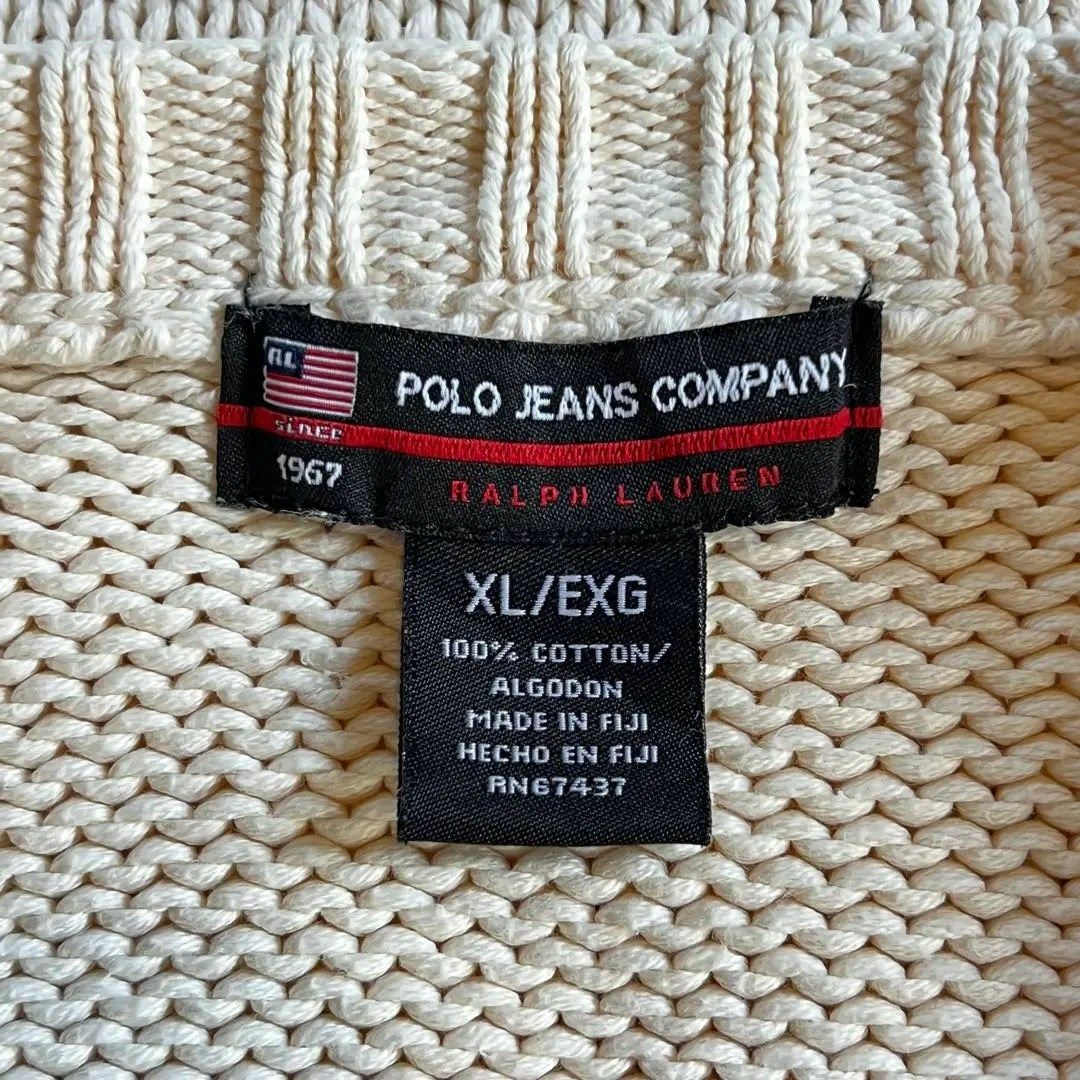 RL
POLO JEANS COMPANY
SINCE
1967
RALPH LAUREN
XL/EXG
100% COTTON/
ALGODON
MADE IN FIJI
HECHO EN FIJI
RN67437